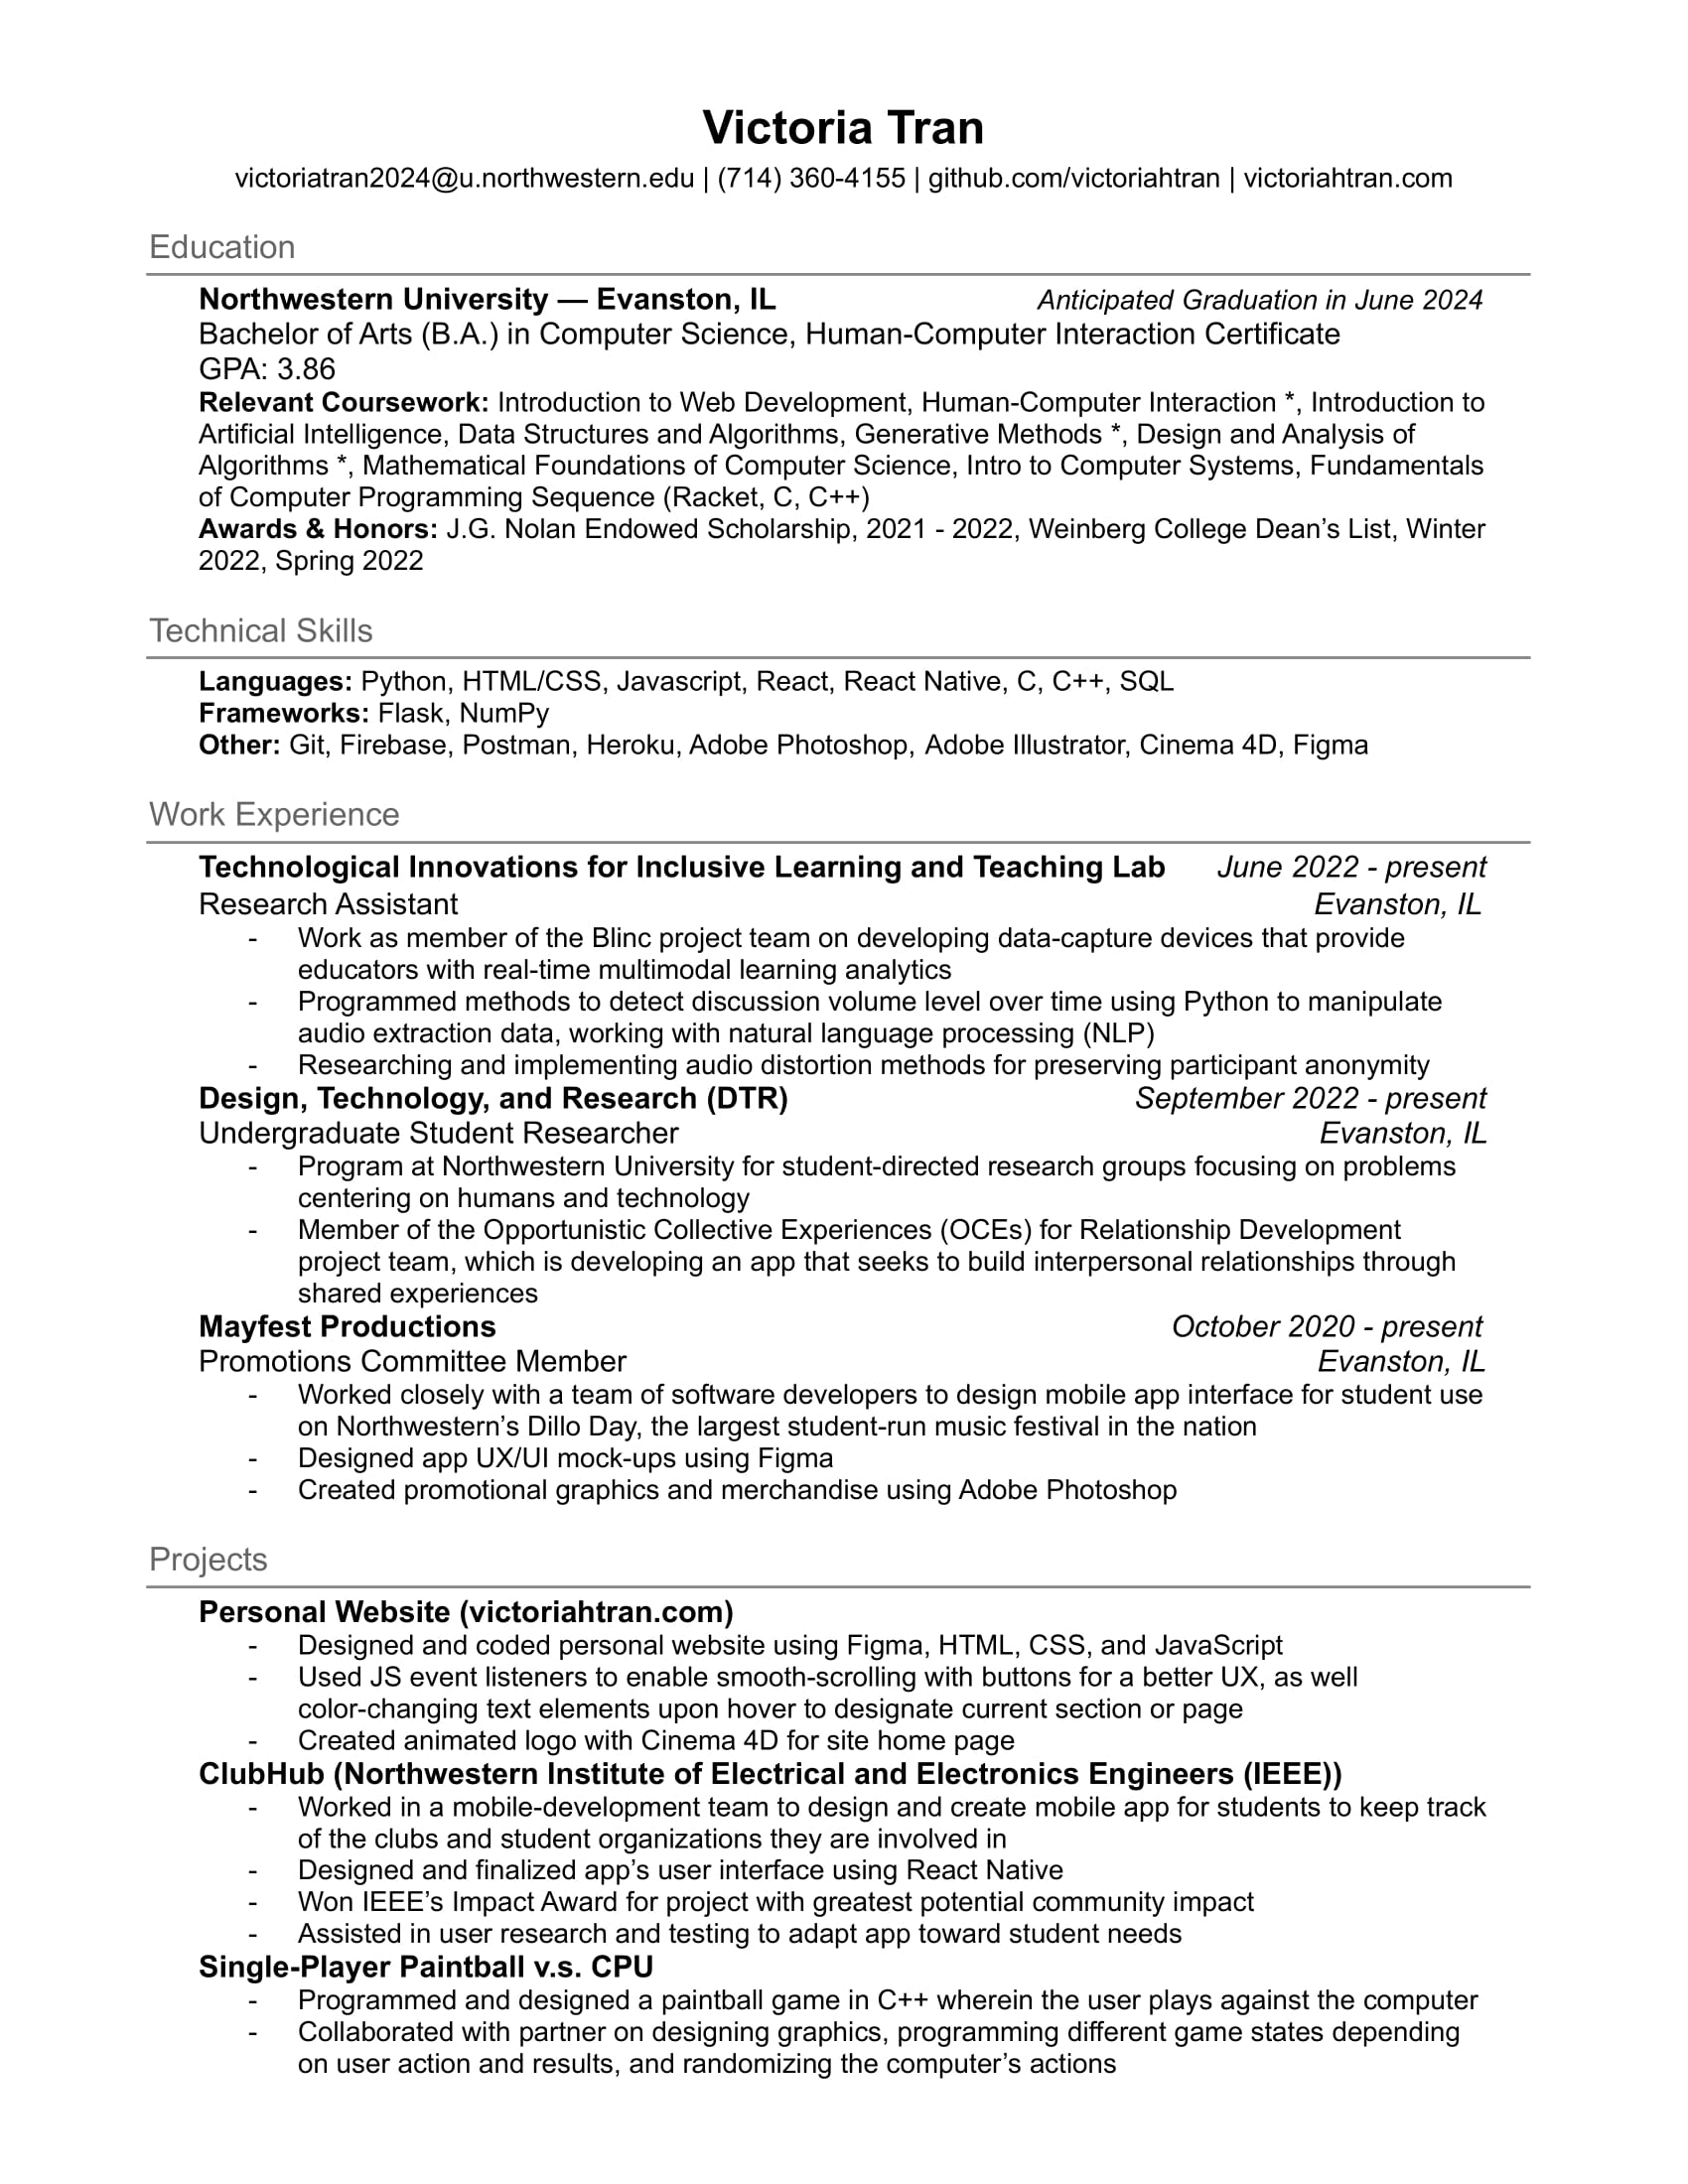 Victoria Tran
victoriatran2024@u.northwestern.edu | (714) 360-4155 | github.com/victoriahtran | victoriahtran.com
Education
Northwestern University — Evanston, IL Anticipated Graduation in June 2024
Bachelor of Arts (B.A.) in Computer Science, Human-Computer Interaction Certificate
GPA: 3.86
Relevant Coursework: Introduction to Web Development, Human-Computer Interaction *, Introduction to
Artificial Intelligence, Data Structures and Algorithms, Generative Methods *, Design and Analysis of
Algorithms *, Mathematical Foundations of Computer Science, Intro to Computer Systems, Fundamentals
of Computer Programming Sequence (Racket, C, C++)
Awards & Honors: J.G. Nolan Endowed Scholarship, 2021 - 2022, Weinberg College Dean’s List, Winter
2022, Spring 2022
Technical Skills
Languages: Python, HTML/CSS, Javascript, React, React Native, C, C++, SQL
Frameworks: Flask, NumPy
Other: Git, Firebase, Postman, Heroku, Adobe Photoshop, Adobe Illustrator, Cinema 4D, Figma
Work Experience
Technological Innovations for Inclusive Learning and Teaching Lab June 2022 - present
Research Assistant Evanston, IL
- Work as member of the Blinc project team on developing data-capture devices that provide
educators with real-time multimodal learning analytics
- Programmed methods to detect discussion volume level over time using Python to manipulate
audio extraction data, working with natural language processing (NLP)
- Researching and implementing audio distortion methods for preserving participant anonymity
Design, Technology, and Research (DTR) September 2022 - present
Undergraduate Student Researcher Evanston, IL
- Program at Northwestern University for student-directed research groups focusing on problems
centering on humans and technology
- Member of the Opportunistic Collective Experiences (OCEs) for Relationship Development
project team, which is developing an app that seeks to build interpersonal relationships through
shared experiences
Mayfest Productions October 2020 - present
Promotions Committee Member Evanston, IL
- Worked closely with a team of software developers to design mobile app interface for student use
on Northwestern’s Dillo Day, the largest student-run music festival in the nation
- Designed app UX/UI mock-ups using Figma
- Created promotional graphics and merchandise using Adobe Photoshop
Projects
Personal Website (victoriahtran.com)
- Designed and coded personal website using Figma, HTML, CSS, and JavaScript
- Used JS event listeners to enable smooth-scrolling with buttons for a better UX, as well
color-changing text elements upon hover to designate current section or page
- Created animated logo with Cinema 4D for site home page
ClubHub (Northwestern Institute of Electrical and Electronics Engineers (IEEE))
- Worked in a mobile-development team to design and create mobile app for students to keep track
of the clubs and student organizations they are involved in
- Designed and finalized app’s user interface using React Native
- Won IEEE’s Impact Award for project with greatest potential community impact
- Assisted in user research and testing to adapt app toward student needs
Single-Player Paintball v.s. CPU
- Programmed and designed a paintball game in C++ wherein the user plays against the computer
- Collaborated with partner on designing graphics, programming different game states depending
on user action and results, and randomizing the computer’s actions